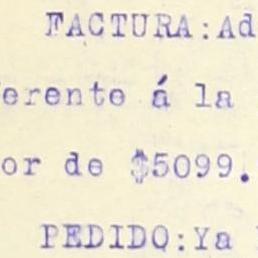 FACTURA:Ad
erente á la
or de $5099.
PEDIDO:Ya